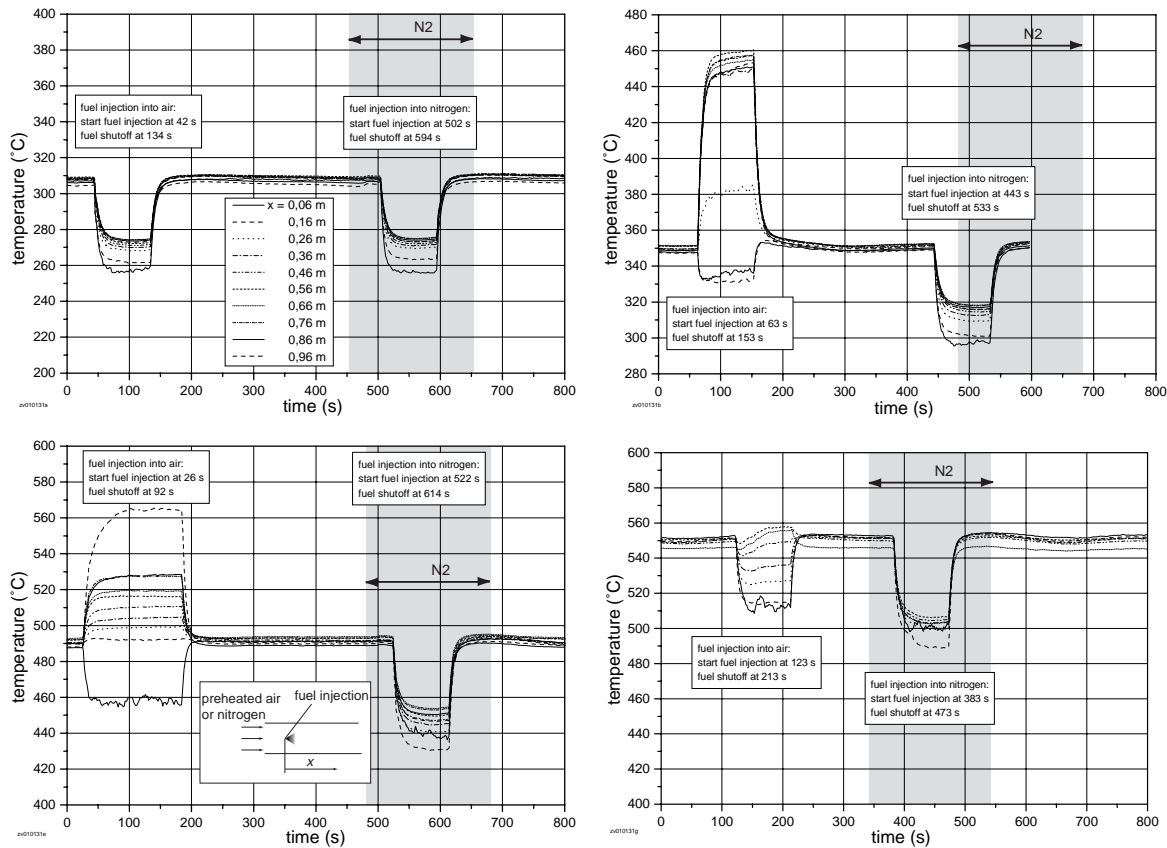 400
380
360
340
320
300
280
260
240
220
200
temperature (˚C)
N2
fuel injection into air:
start fuel injection at 42 s
fuel shutoff at 134 s
fuel injection into nitrogen:
start fuel injection at 502 s
fuel shutoff at 594 s
x = 0,06 m
0,16 m
0,26 m
0,36 m
0,46 m
0,56 m
0,66 m
0,76 m
0,86 m
0,96 m
0 100 200 300 400 500 600 700 800
time (s)
zv010131a
480
460
440
420
400
380
360
340
320
300
280
temperature (˚C)
N2
fuel injection into nitrogen:
start fuel injection at 443 s
fuel shutoff at 533 s
fuel injection into air:
start fuel injection at 63 s
fuel shutoff at 153 s
0 100 200 300 400 500 600 700 800
time (s)
zv010131b
600
580
560
540
520
500
480
460
440
420
400
temperature (˚C)
fuel injection into air:
start fuel injection at 26 s
fuel shutoff at 92 s
fuel injection into nitrogen:
start fuel injection at 522 s
fuel shutoff at 614 s
N2
preheated air
or nitrogen
fuel injection
x
0 100 200 300 400 500 600 700 800
time (s)
zv010131e
600
580
560
540
520
500
480
460
440
420
400
temperature (˚C)
N2
fuel injection into air:
start fuel injection at 123 s
fuel shutoff at 213 s
fuel injection into nitrogen:
start fuel injection at 383 s
fuel shutoff at 473 s
0 100 200 300 400 500 600 700 800
time (s)
zv010131g